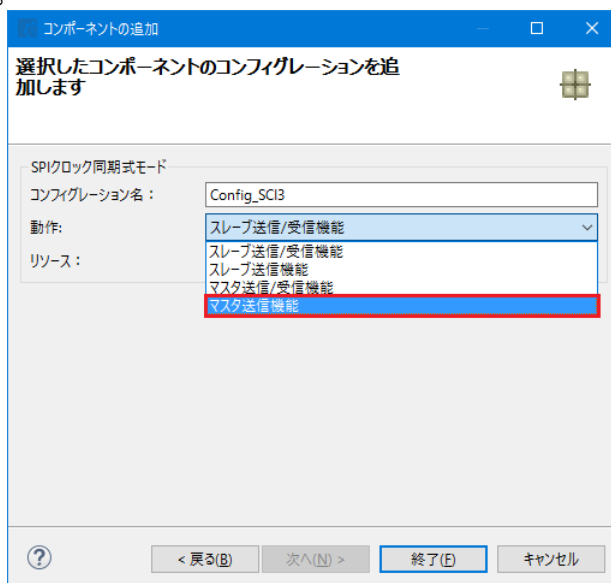 コンポーネントの追加
選択したコンポーネントのコンフィグレーションを追
加します
SPIクロック同期式モード
コンフィグレーション名：
Config_SCI3
動作:
スレーブ送信/受信機能
スレーブ送信/受信機能
スレーブ送信機能
マスタ送信/受信機能
マスタ送信機能
リソース：
?
< 戻る(B)
次へ(N) >
終了(F)
キャンセル